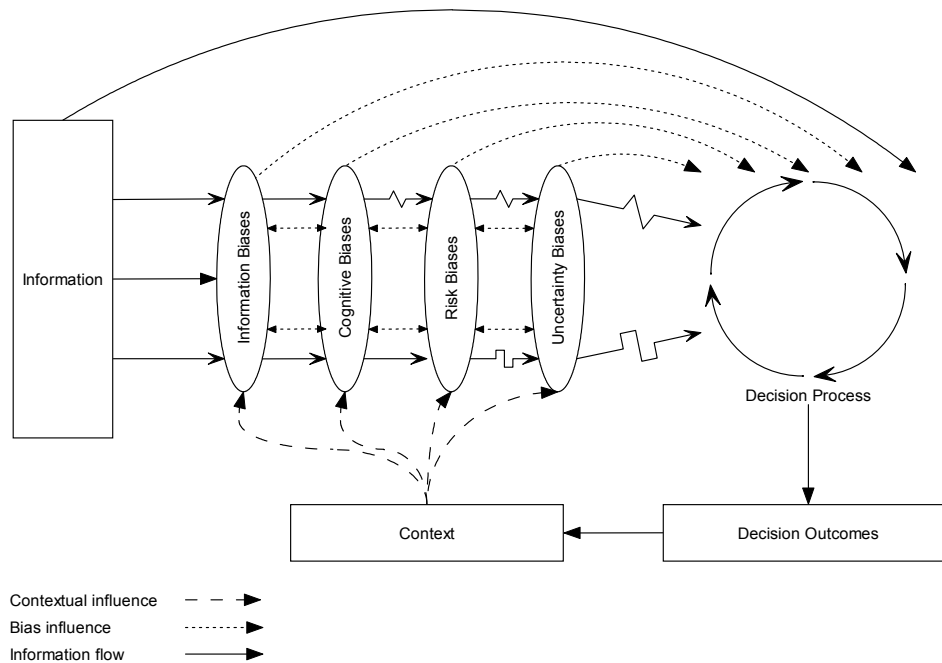 Information
Information Biases
Cognitive Biases
Risk Biases
Uncertainty Biases
Decision Process
Context
Decision Outcomes
Contextual influence
Bias influence
Information flow